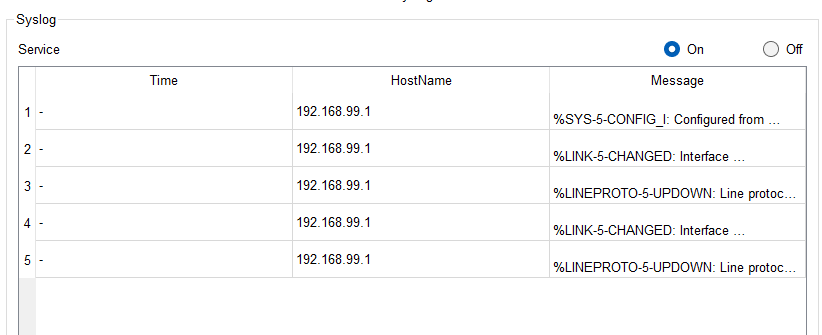 Syslog
Service On Off
Time HostName Message
1 - 192.168.99.1 %SYS-5-CONFIG_I: Configured from ...
2 - 192.168.99.1 %LINK-5-CHANGED: Interface ...
3 - 192.168.99.1 %LINEPROTO-5-UPDOWN: Line protoc...
4 - 192.168.99.1 %LINK-5-CHANGED: Interface ...
5 - 192.168.99.1 %LINEPROTO-5-UPDOWN: Line protoc...